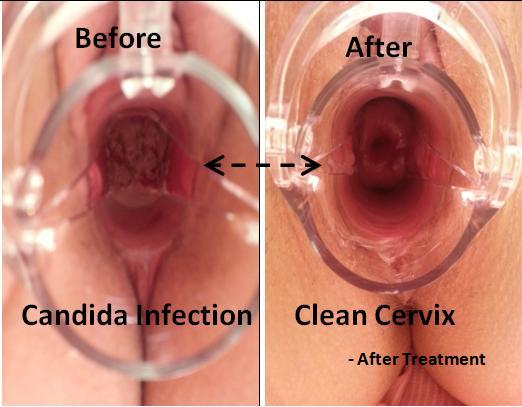 Before
After
Candida Infection
Clean Cervix
- After Treatment